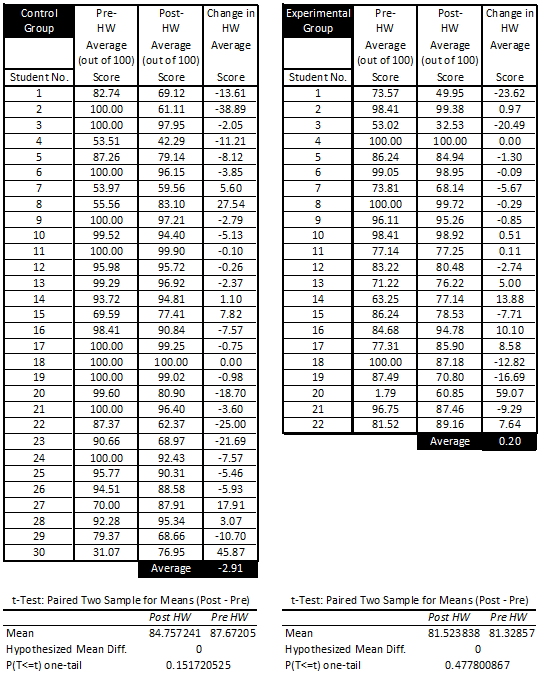 Control Group Pre-HW Average (out of 100) Post-HW Average (out of 100) Change in HW Average
Student No. Score Score Score
1 82.74 69.12 -13.61
2 100.00 61.11 -38.89
3 100.00 97.95 -2.05
4 53.51 42.29 -11.21
5 87.26 79.14 -8.12
6 100.00 96.15 -3.85
7 53.97 59.56 5.60
8 55.56 83.10 27.54
9 100.00 97.21 -2.79
10 99.52 94.40 -5.13
11 100.00 99.90 -0.10
12 95.98 95.72 -0.26
13 99.29 96.92 -2.37
14 93.72 94.81 1.10
15 69.59 77.41 7.82
16 98.41 90.84 -7.57
17 100.00 99.25 -0.75
18 100.00 100.00 0.00
19 100.00 99.02 -0.98
20 99.60 80.90 -18.70
21 100.00 96.40 -3.60
22 87.37 62.37 -25.00
23 90.66 68.97 -21.69
24 100.00 92.43 -7.57
25 95.77 90.31 -5.46
26 94.51 88.58 -5.93
27 70.00 87.91 17.91
28 92.28 95.34 3.07
29 79.37 68.66 -10.70
30 31.07 76.95 45.87
Average -2.91
t-Test: Paired Two Sample for Means (Post - Pre)
Post HW Pre HW
Mean 84.757241 87.67205
Hypothesized Mean Diff. 0
P(T<=t) one-tail 0.151720525
Experimental Group Pre-HW Average (out of 100) Post-HW Average (out of 100) Change in HW Average
Student No. Score Score Score
1 73.57 49.95 -23.62
2 98.41 99.38 0.97
3 53.02 32.53 -20.49
4 100.00 100.00 0.00
5 86.24 84.94 -1.30
6 99.05 98.95 -0.09
7 73.81 68.14 -5.67
8 100.00 99.72 -0.29
9 96.11 95.26 -0.85
10 98.41 98.92 0.51
11 77.14 77.25 0.11
12 83.22 80.48 -2.74
13 71.22 76.22 5.00
14 63.25 77.14 13.88
15 86.24 78.53 -7.71
16 84.68 94.78 10.10
17 77.31 85.90 8.58
18 100.00 87.18 -12.82
19 87.49 70.80 -16.69
20 1.79 60.85 59.07
21 96.75 87.46 -9.29
22 81.52 89.16 7.64
Average 0.20
t-Test: Paired Two Sample for Means (Post - Pre)
Post HW Pre HW
Mean 81.523838 81.32857
Hypothesized Mean Diff. 0
P(T<=t) one-tail 0.477800867